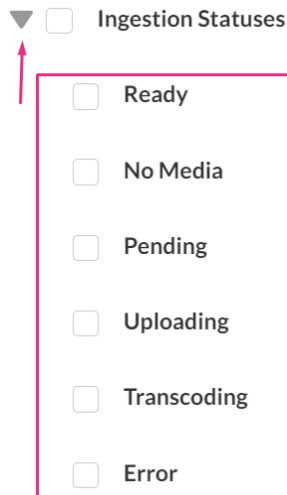 Ingestion Statuses
Ready
No Media
Pending
Uploading
Transcoding
Error